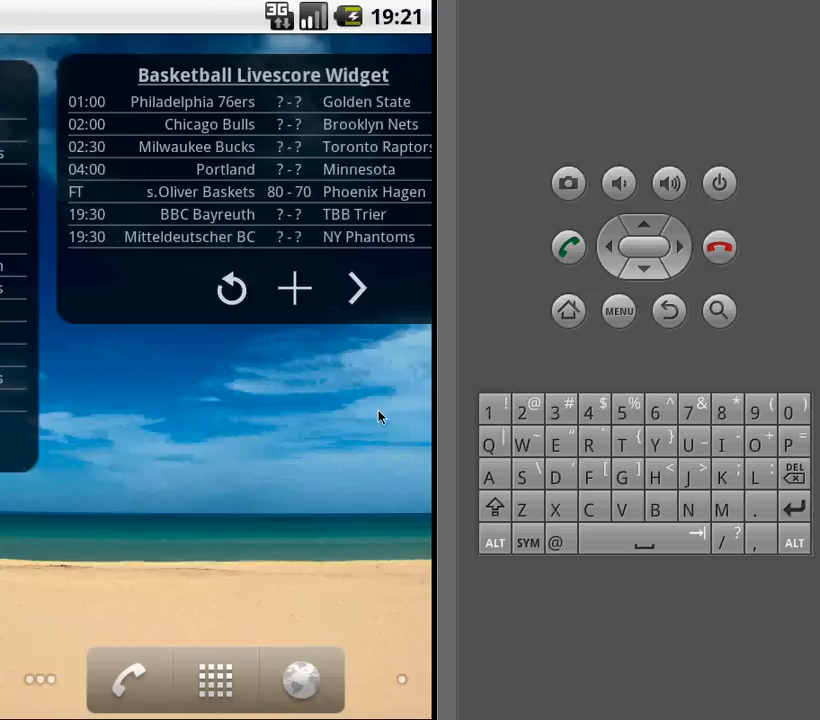 3G 19:21
Basketball Livescore Widget
01:00 Philadelphia 76ers ? - ? Golden State
02:00 Chicago Bulls ? - ? Brooklyn Nets
02:30 Milwaukee Bucks ? - ? Toronto Raptors
04:00 Portland ? - ? Minnesota
FT s.Oliver Baskets 80 - 70 Phoenix Hagen
19:30 BBC Bayreuth ? - ? TBB Trier
19:30 Mitteldeutscher BC ? - ? NY Phantoms
s
n
s
s
MENU
1 ! 2 @ 3 # 4 $ 5 % 6 ^ 7 & 8 * 9 ( 0 )
Q W ~ E “ R ` T { Y } U _ I - O + P =
A S \ D ' F [ G ] H < J > K ; L : DEL
Z X C V B N M .
ALT SYM @ / ? , ALT